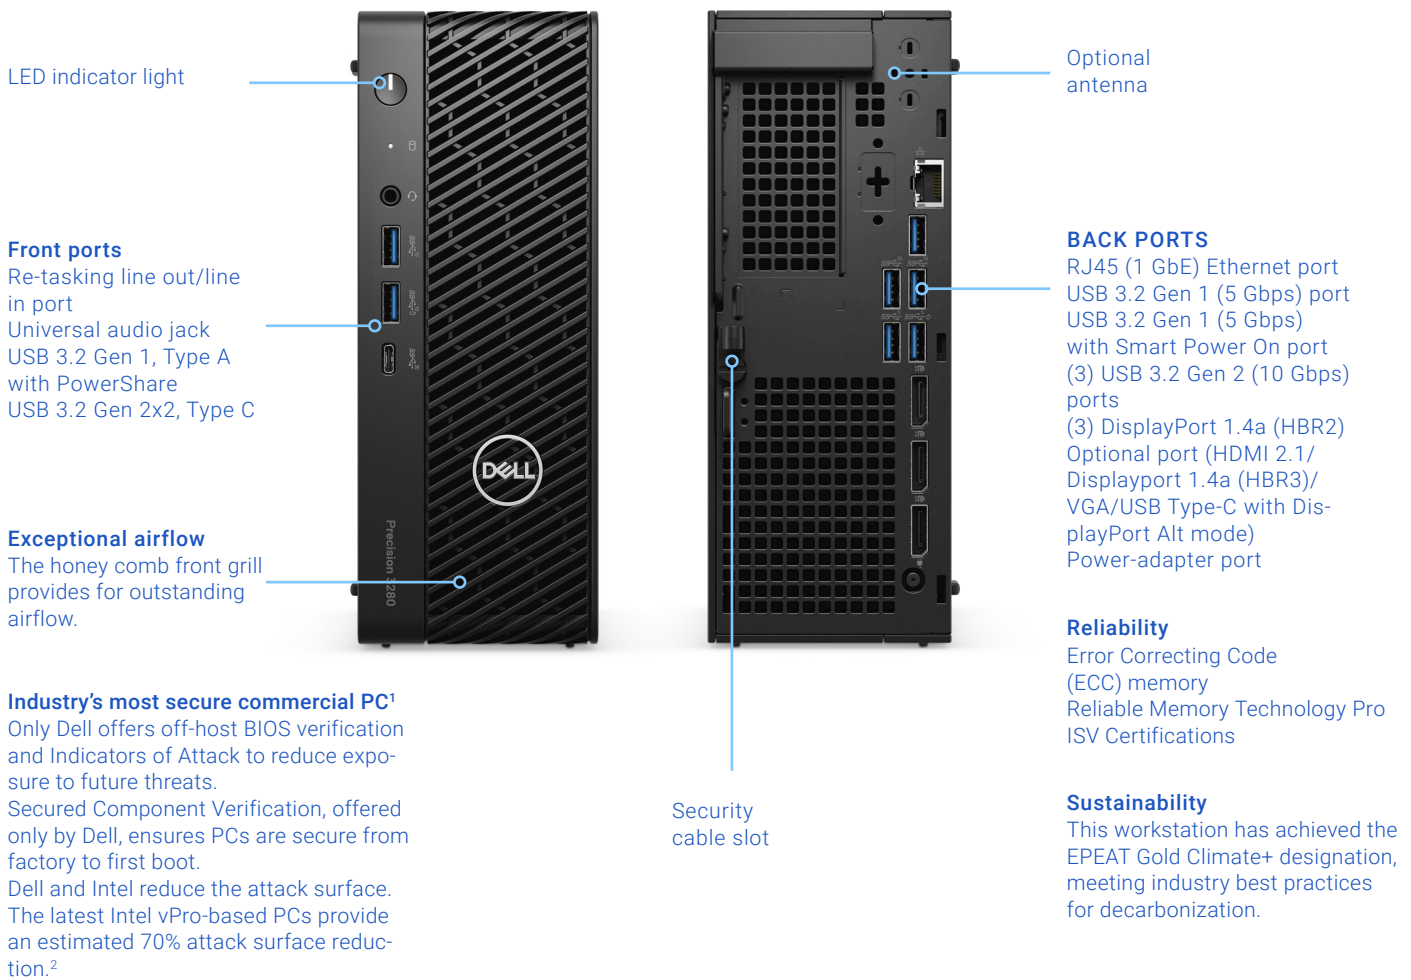 LED indicator light
Front ports
Re-tasking line out/line
in port
Universal audio jack
USB 3.2 Gen 1, Type A
with PowerShare
USB 3.2 Gen 2x2, Type C
Exceptional airflow
The honey comb front grill
provides for outstanding
airflow.
Industry's most secure commercial PC¹
Only Dell offers off-host BIOS verification
and Indicators of Attack to reduce expo-
sure to future threats.
Secured Component Verification, offered
only by Dell, ensures PCs are secure from
factory to first boot.
Dell and Intel reduce the attack surface.
The latest Intel vPro-based PCs provide
an estimated 70% attack surface reduc-
tion.²
DELL
Precision 3280
Security
cable slot
Optional
antenna
BACK PORTS
RJ45 (1 GbE) Ethernet port
USB 3.2 Gen 1 (5 Gbps) port
USB 3.2 Gen 1 (5 Gbps)
with Smart Power On port
(3) USB 3.2 Gen 2 (10 Gbps)
ports
(3) DisplayPort 1.4a (HBR2)
Optional port (HDMI 2.1/
Displayport 1.4a (HBR3)/
VGA/USB Type-C with Dis-
playPort Alt mode)
Power-adapter port
Reliability
Error Correcting Code
(ECC) memory
Reliable Memory Technology Pro
ISV Certifications
Sustainability
This workstation has achieved the
EPEAT Gold Climate+ designation,
meeting industry best practices
for decarbonization.